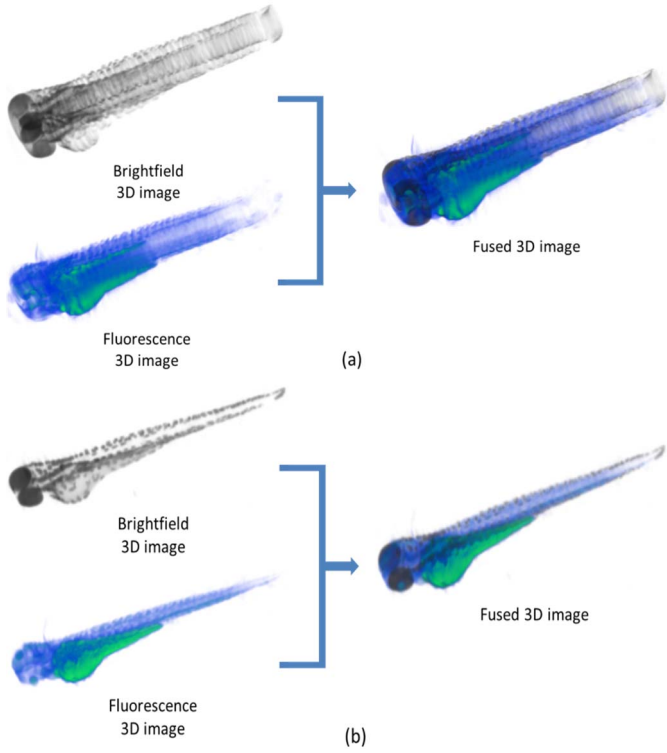 Brightfield
3D image
Fused 3D image
Fluorescence
3D image
(a)
Brightfield
3D image
Fused 3D image
Fluorescence
3D image
(b)